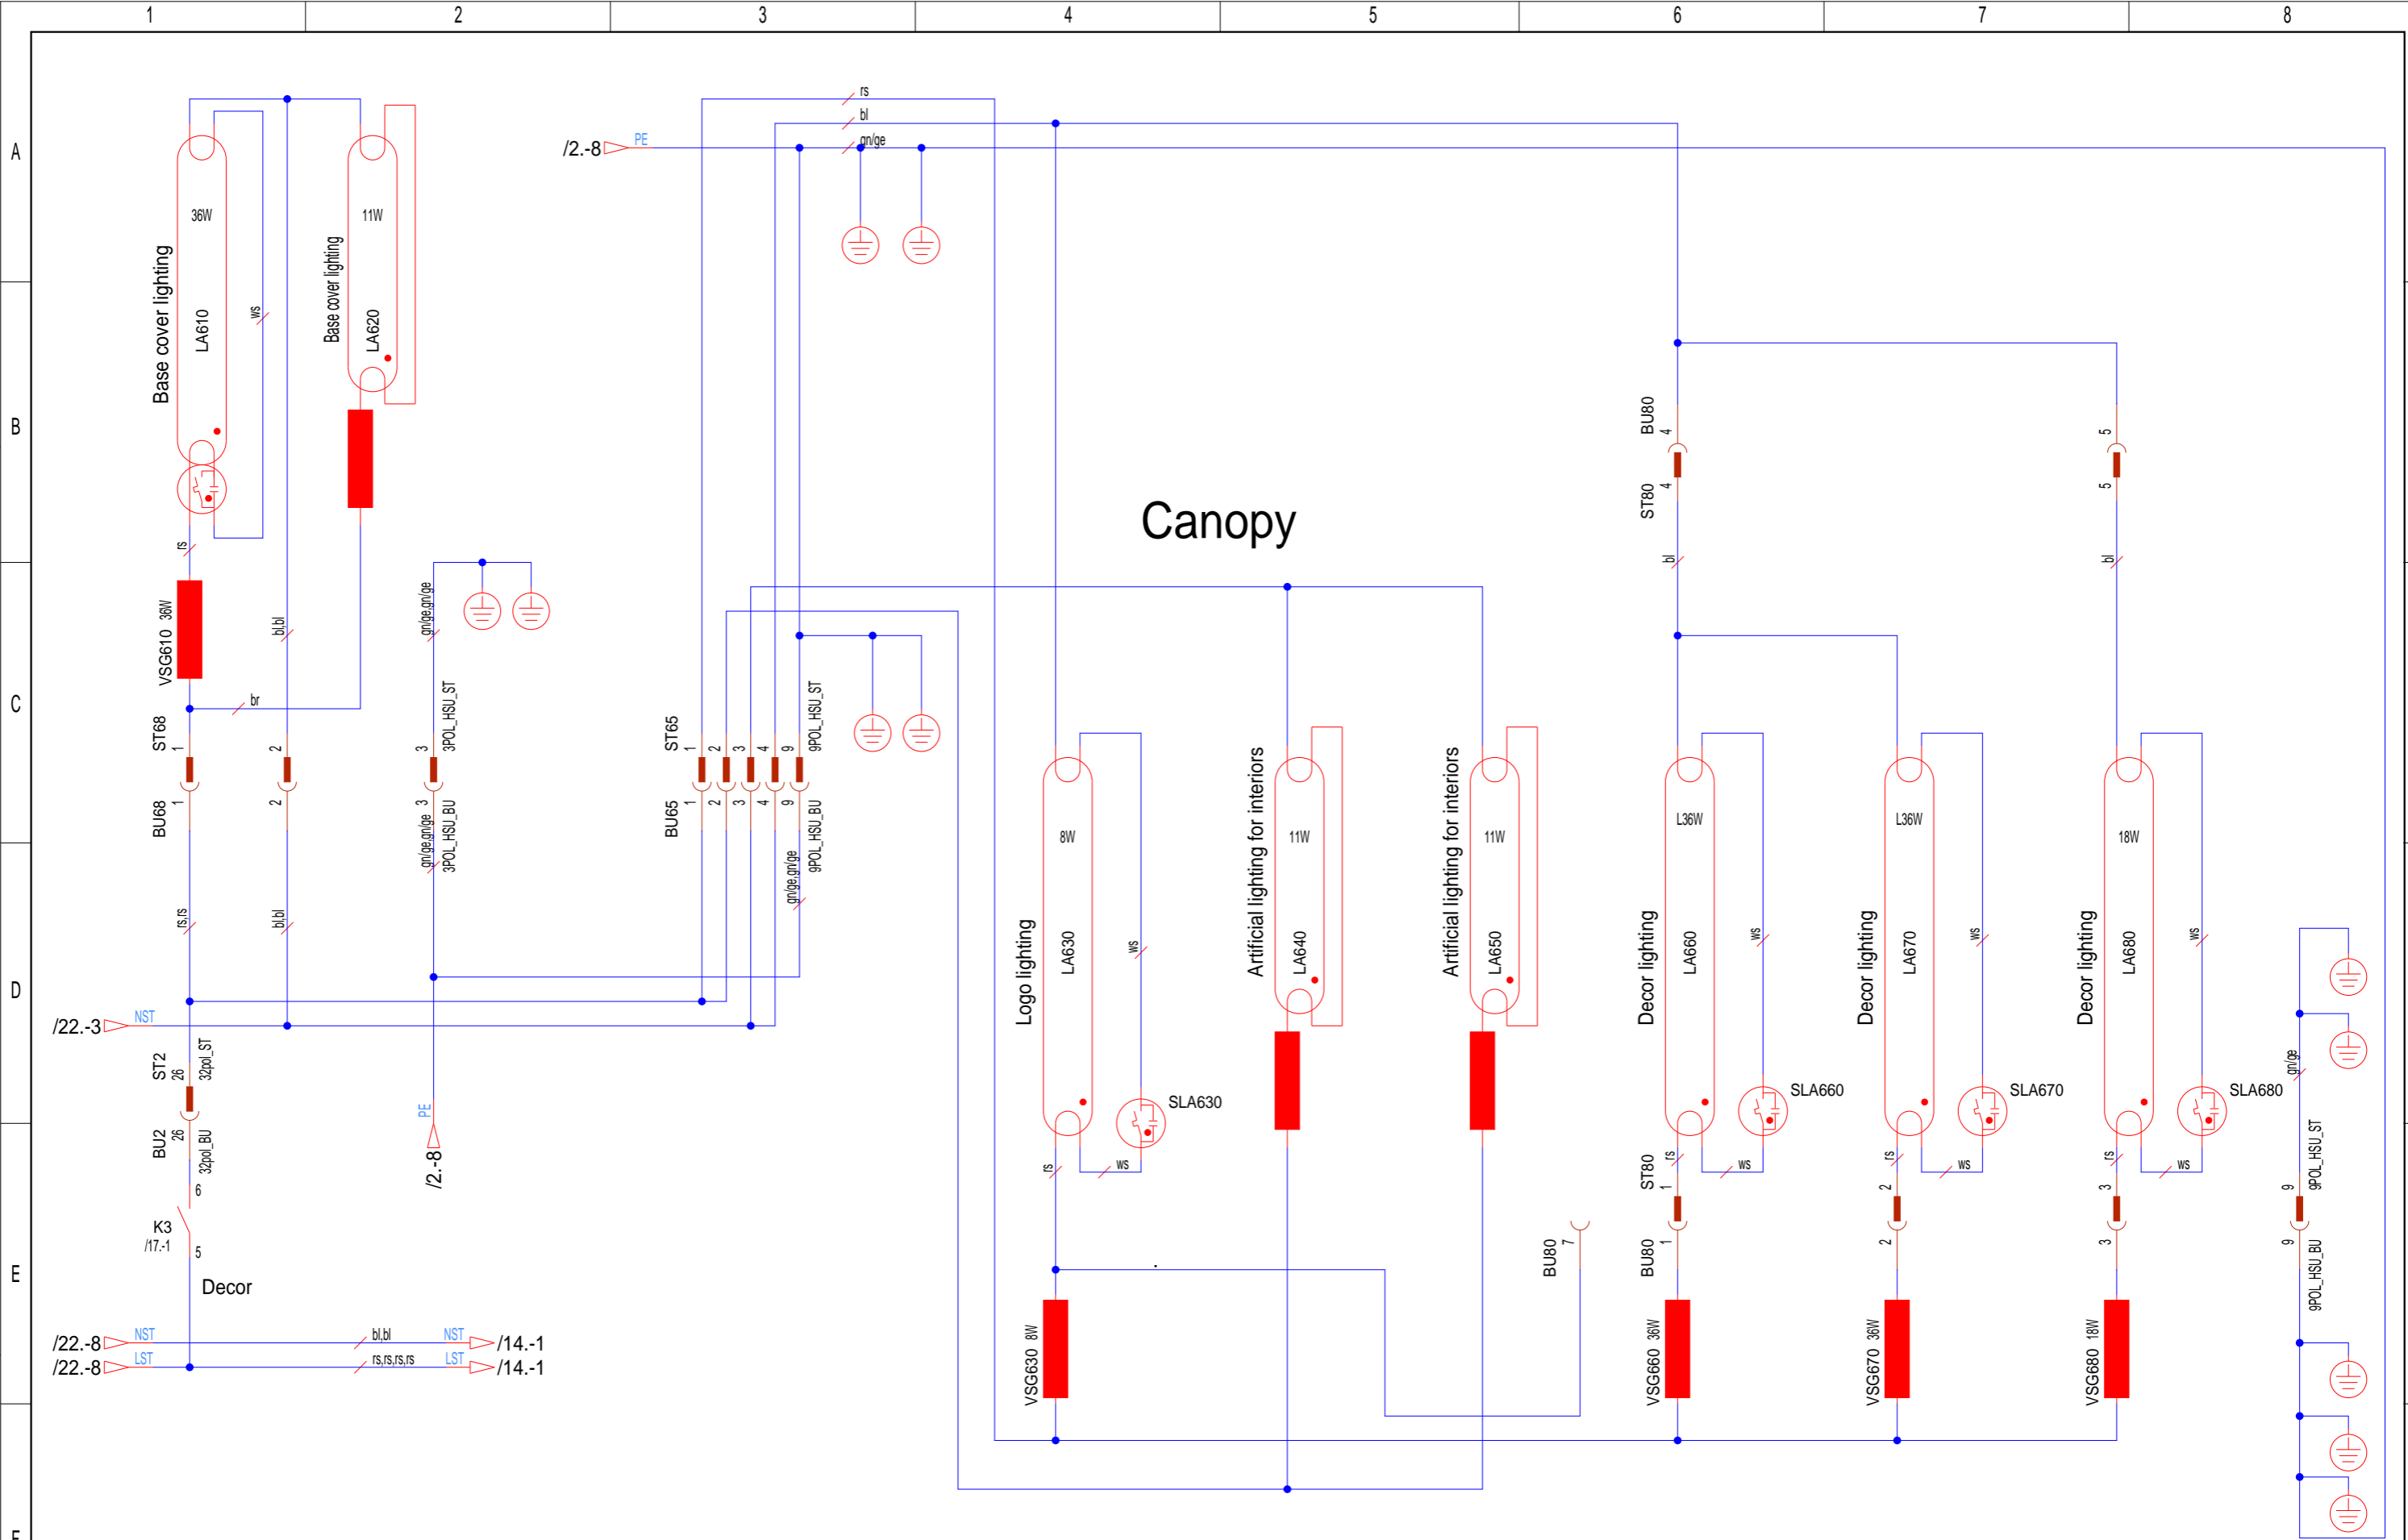 1 2 3 4 5 6 7 8
A
B
C
D
E
F
rs
bl
gn/ge
/2.-8 PE
36W
11W
Base cover lighting
LA610
ws
Base cover lighting
LA620
rs
VSG610 36W
bl,bl
gn/ge,gn/ge
br
ST68 1 2 3 3POL_HSU_ST
BU68 1 2 3 3POL_HSU_BU
gn/ge,gn/ge
rs,rs
bl,bl
ST65 1 2 3 4 9 9POL_HSU_ST
BU65 1 2 3 4 9 9POL_HSU_BU
gn/ge,gn/ge
/22.-3 NST
ST2 26 32pol_ST
BU2 26 32pol_BU
PE
/2.-8
6
K3
/17.-1
5
Decor
/22.-8 NST bl,bl NST /14.-1
/22.-8 LST rs,rs,rs,rs LST /14.-1
Canopy
BU80 4 5
ST80 4 5
bl
bl
Logo lighting
8W
LA630
ws
SLA630
rs
ws
VSG630 8W
Artificial lighting for interiors
11W
LA640
Artificial lighting for interiors
11W
LA650
BU80 7
Decor lighting
L36W
LA660
ws
SLA660
rs
ws
ST80 1
BU80 1
VSG660 36W
Decor lighting
L36W
LA670
ws
SLA670
rs
ws
2
2
VSG670 36W
Decor lighting
18W
LA680
ws
SLA680
rs
ws
3
3
VSG680 18W
gn/ge
9 9POL_HSU_ST
9 9POL_HSU_BU